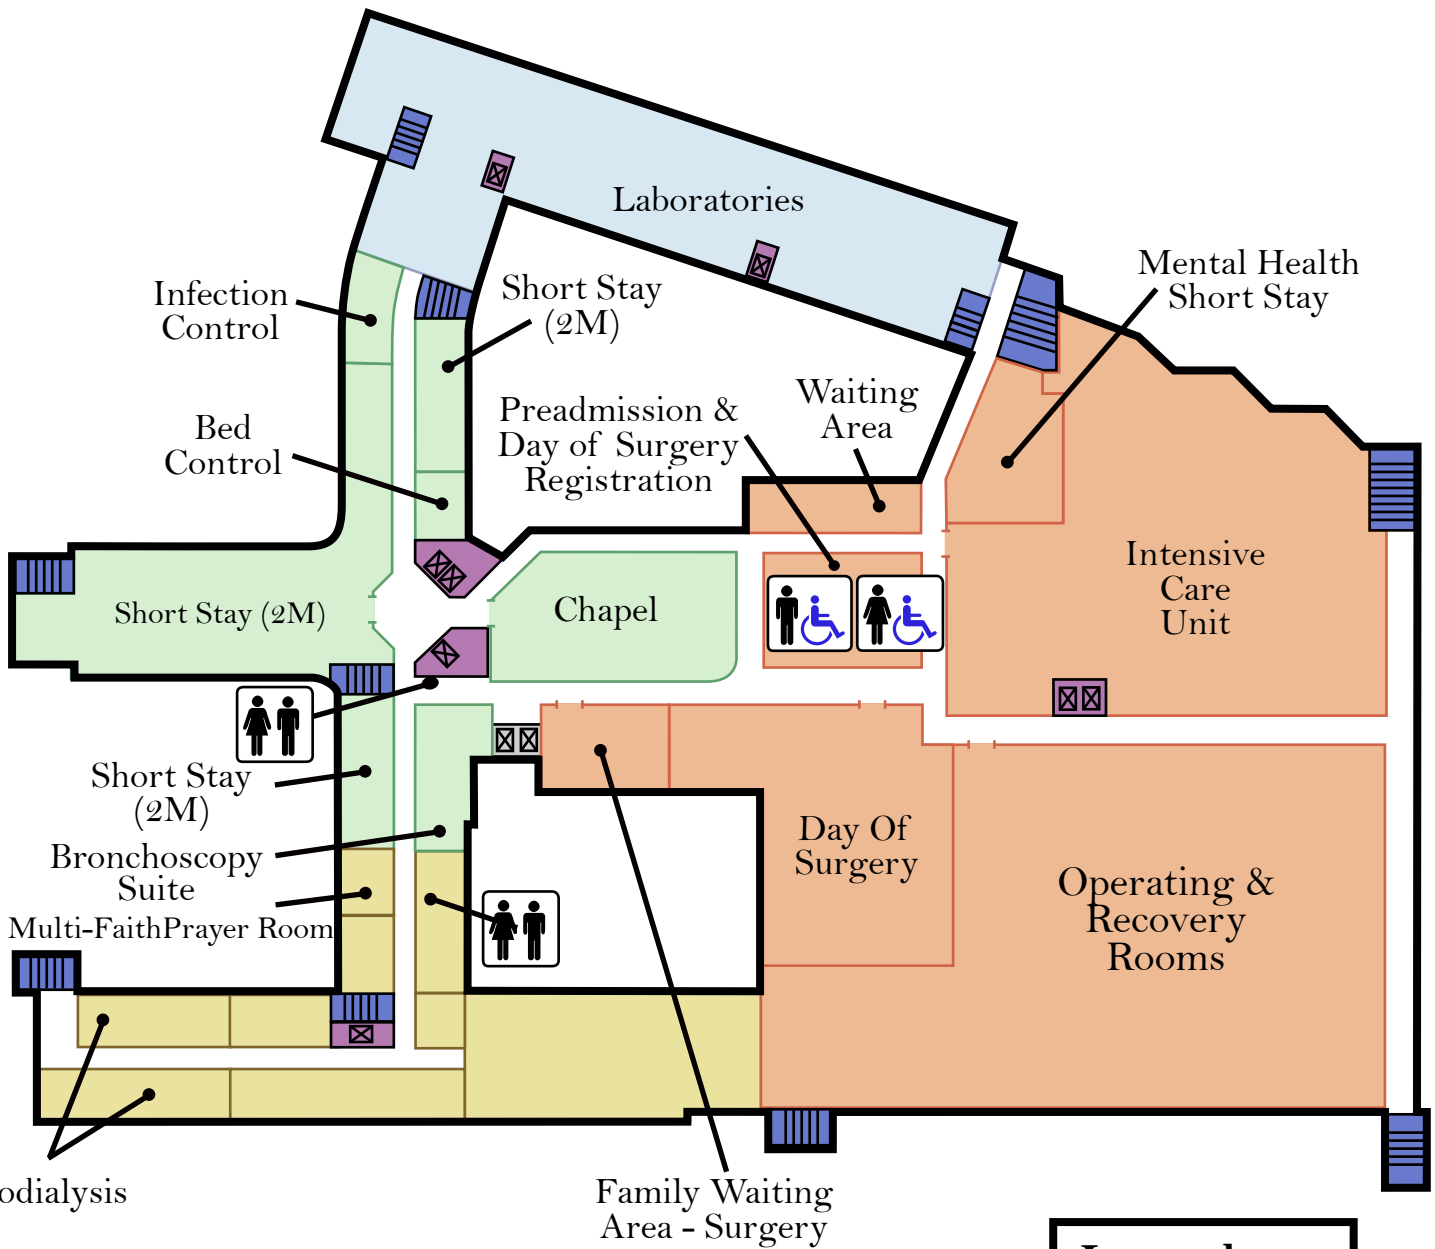 Laboratories
Mental Health
Short Stay
Infection
Control
Short Stay
(2M)
Waiting
Area
Preadmission &
Day of Surgery
Registration
Bed
Control
Intensive
Care
Unit
Short Stay (2M)
Chapel
Short Stay
(2M)
Bronchoscopy
Suite
Multi-FaithPrayer Room
Day Of
Surgery
Operating &
Recovery
Rooms
odialysis
Family Waiting
Area - Surgery